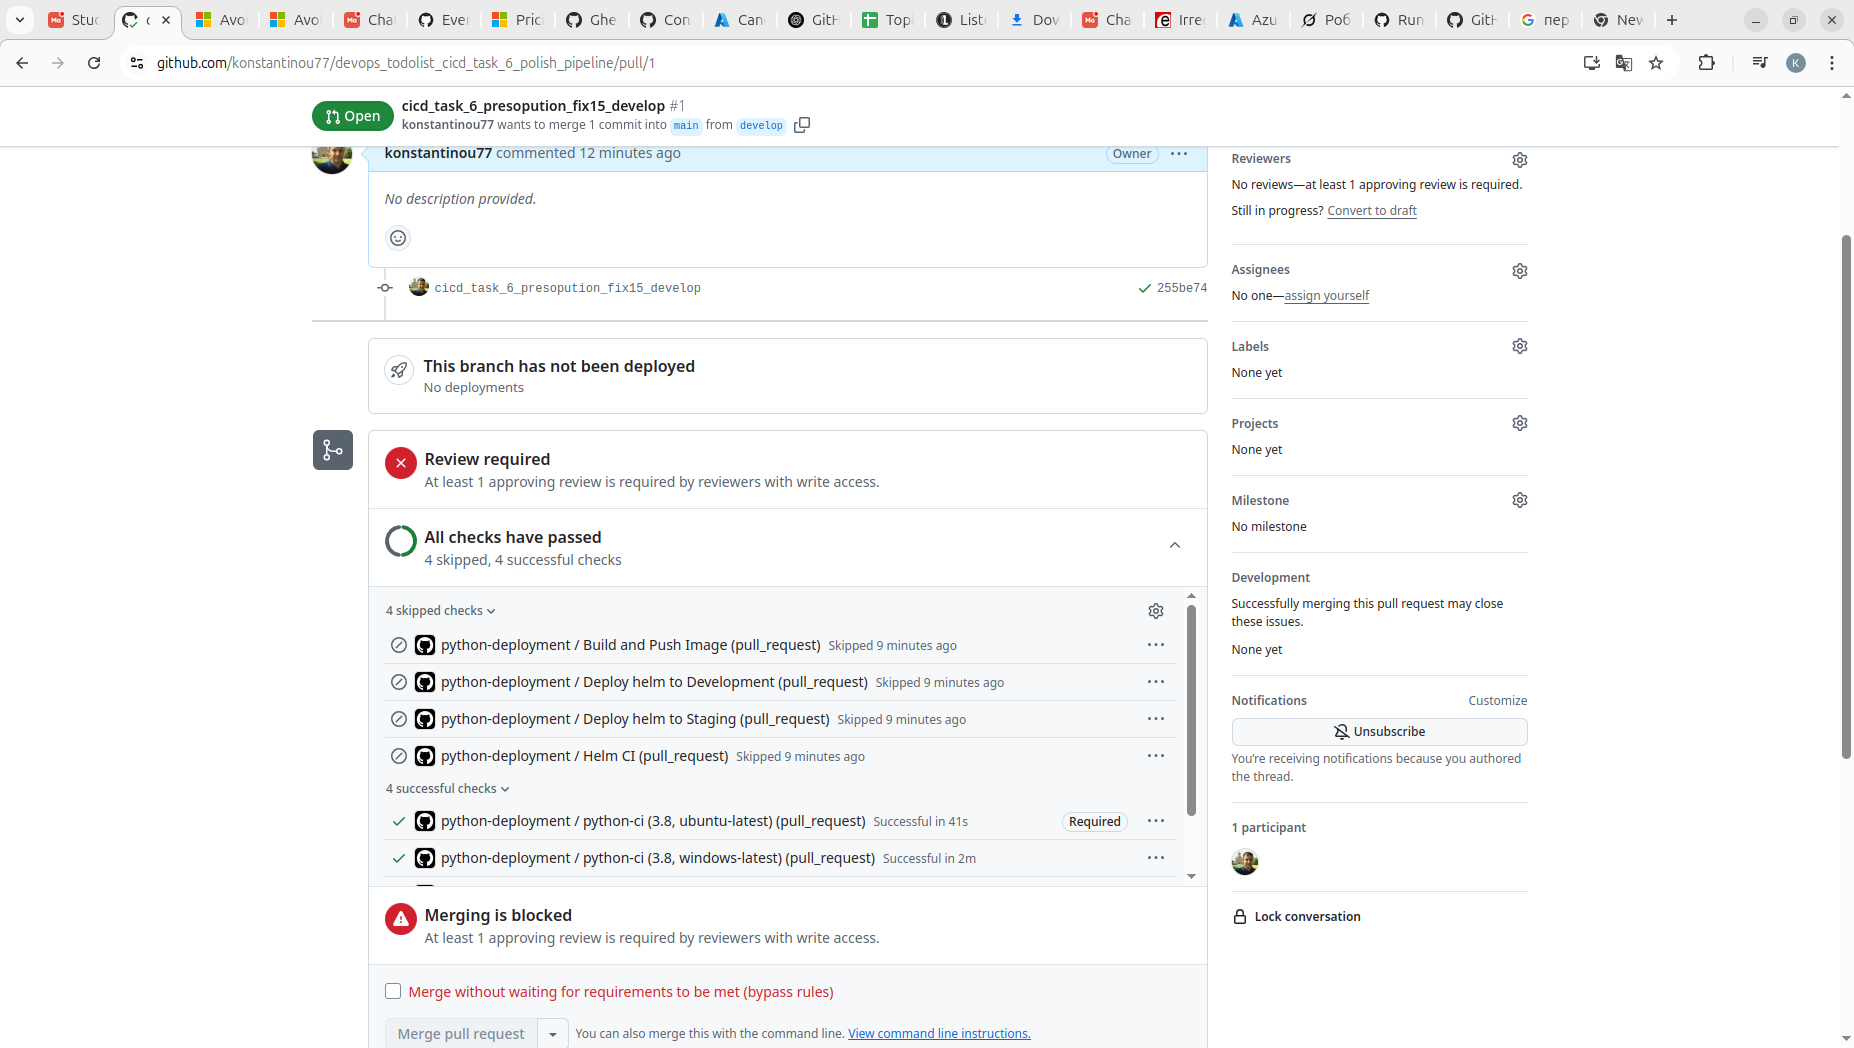 Stuc
c
Avoi
Avoi
Chal
Ever
Prici
Ghe
Con
Canc
GitH
Topi
List
Dov
Cha
Irreg
Azu
Роб
Run
GitH
пер
New
github.com/konstantinou77/devops_todolist_cicd_task_6_polish_pipeline/pull/1
K
Open
cicd_task_6_presopution_fix15_develop #1
konstantinou77 wants to merge 1 commit into main from develop
konstantinou77 commented 12 minutes ago
Owner
No description provided.
cicd_task_6_presopution_fix15_develop
255be74
This branch has not been deployed
No deployments
Review required
At least 1 approving review is required by reviewers with write access.
All checks have passed
4 skipped, 4 successful checks
4 skipped checks
python-deployment / Build and Push Image (pull_request) Skipped 9 minutes ago
python-deployment / Deploy helm to Development (pull_request) Skipped 9 minutes ago
python-deployment / Deploy helm to Staging (pull_request) Skipped 9 minutes ago
python-deployment / Helm CI (pull_request) Skipped 9 minutes ago
4 successful checks
python-deployment / python-ci (3.8, ubuntu-latest) (pull_request) Successful in 41s
Required
python-deployment / python-ci (3.8, windows-latest) (pull_request) Successful in 2m
Merging is blocked
At least 1 approving review is required by reviewers with write access.
Merge without waiting for requirements to be met (bypass rules)
Merge pull request
You can also merge this with the command line. View command line instructions.
Reviewers
No reviews—at least 1 approving review is required.
Still in progress? Convert to draft
Assignees
No one—assign yourself
Labels
None yet
Projects
None yet
Milestone
No milestone
Development
Successfully merging this pull request may close
these issues.
None yet
Notifications
Customize
Unsubscribe
You're receiving notifications because you authored
the thread.
1 participant
Lock conversation